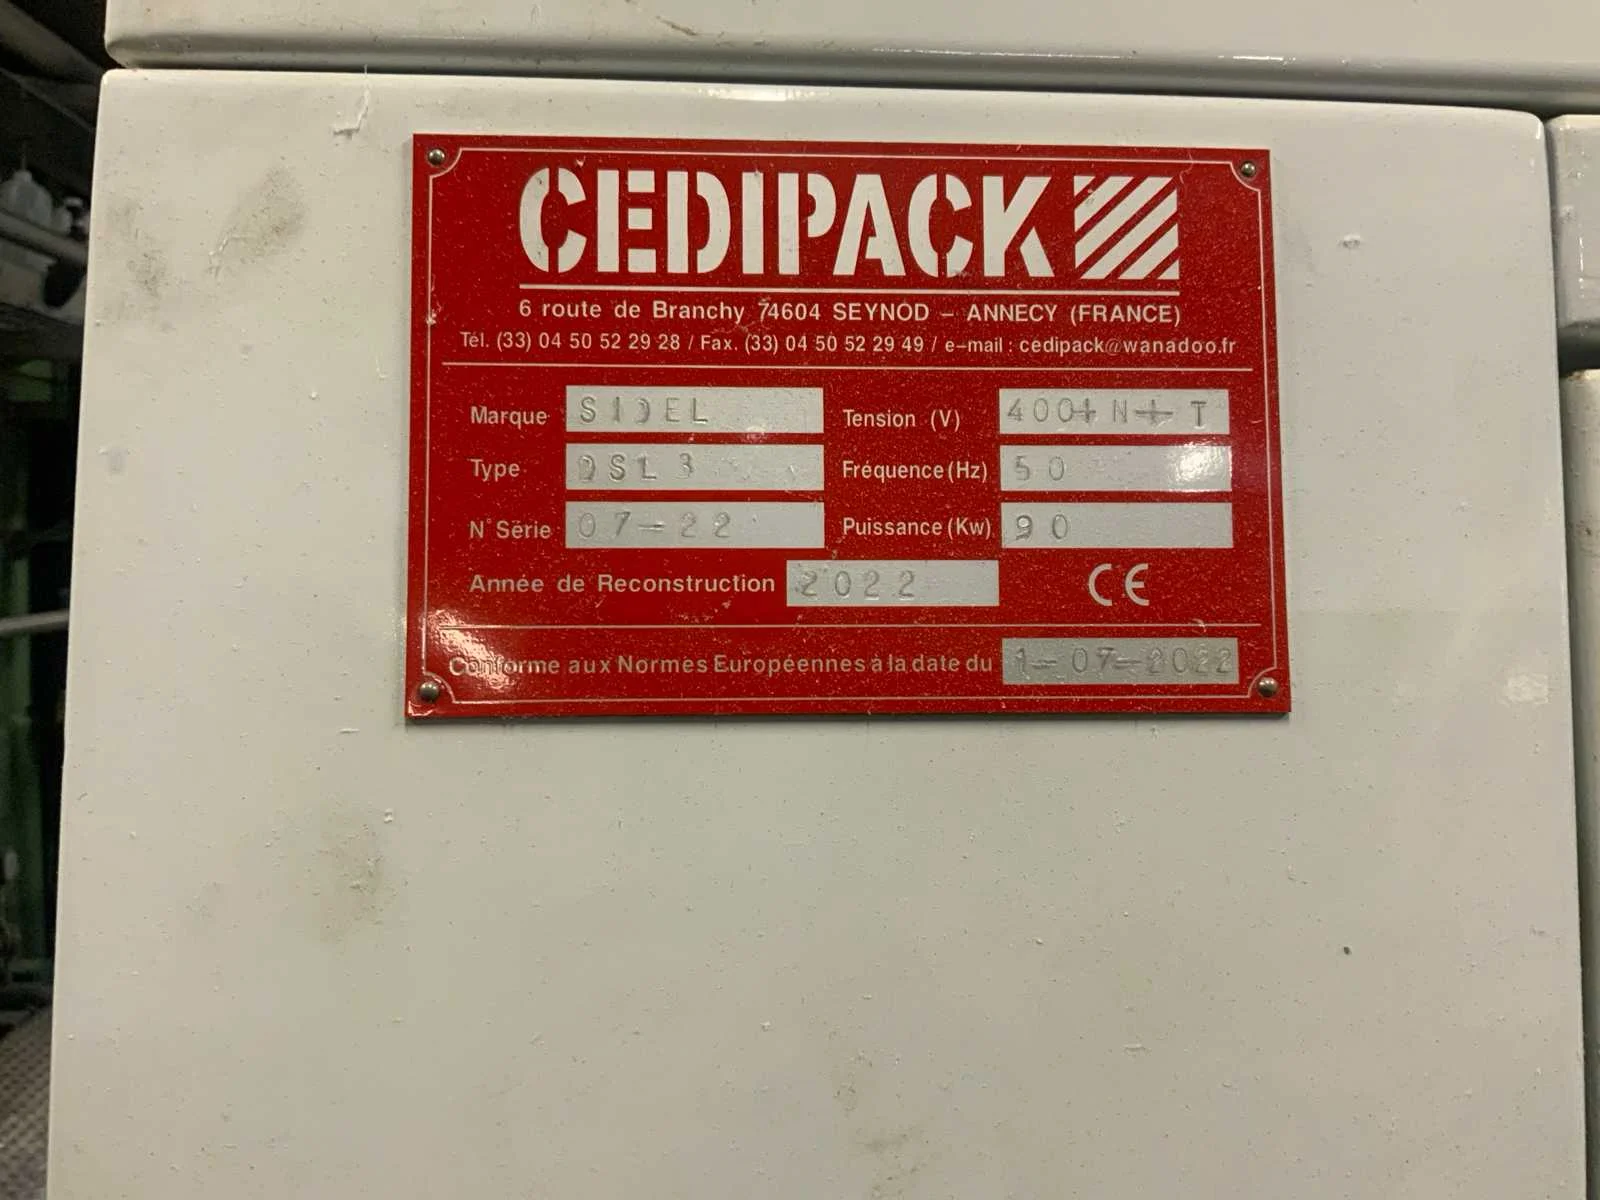 CEDIPACK
6 route de Branchy 74604 SEYNOD – ANNECY (FRANCE)
Tél. (33) 04 50 52 29 28 / Fax. (33) 04 50 52 29 49 / e–mail : cedipack@wanadoo.fr
Marque SIDEL Tension (V) 400+N+T
Type DSL3 Fréquence (Hz) 50
N° Série 07-22 Puissance (Kw) 90
Année de Reconstruction 2022 CE
Conforme aux Normes Européennes à la date du 1-07-2022